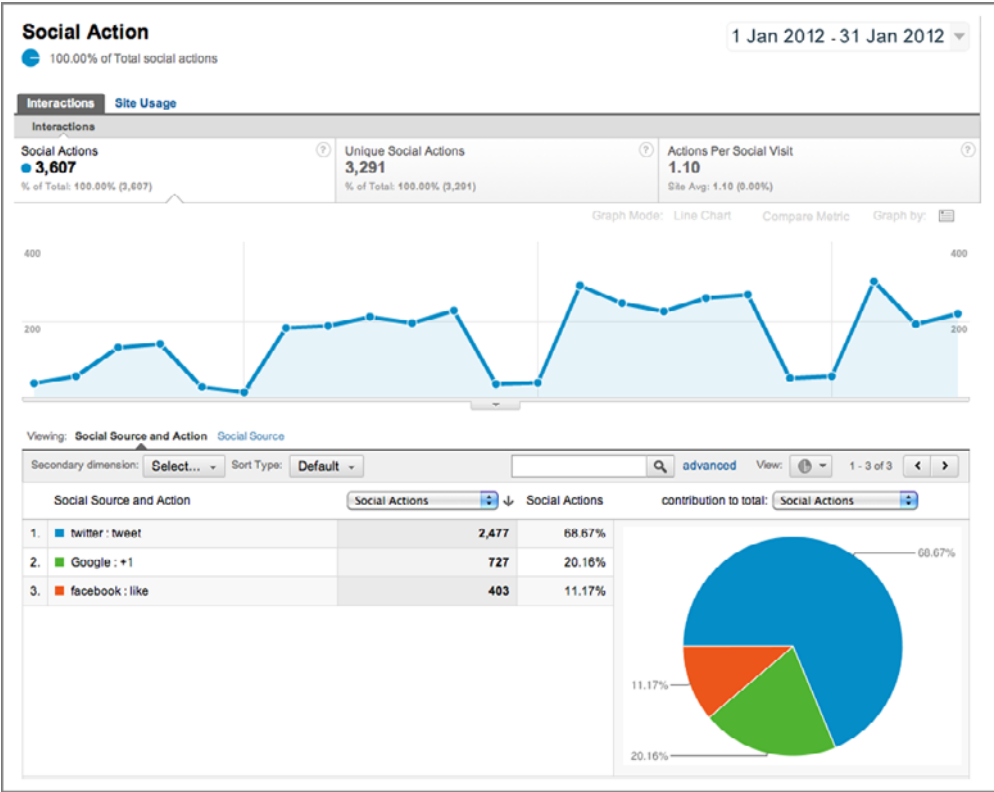 Social Action
1 Jan 2012 - 31 Jan 2012
100.00% of Total social actions
Interactions Site Usage
Interactions
Social Actions ? Unique Social Actions ? Actions Per Social Visit ?
3,607 3,291 1.10
% of Total: 100.00% (3,607) % of Total: 100.00% (3,291) Site Avg: 1.10 (0.00%)
Graph Mode: Line Chart Compare Metric Graph by:
400 400
200 200
Viewing: Social Source and Action Social Source
Secondary dimension: Select... Sort Type: Default advanced View: 1 - 3 of 3
Social Source and Action Social Actions Social Actions contribution to total: Social Actions
1. twitter : tweet 2,477 68.67%
2. Google : +1 727 20.16%
3. facebook : like 403 11.17%
68.67%
11.17%
20.16%